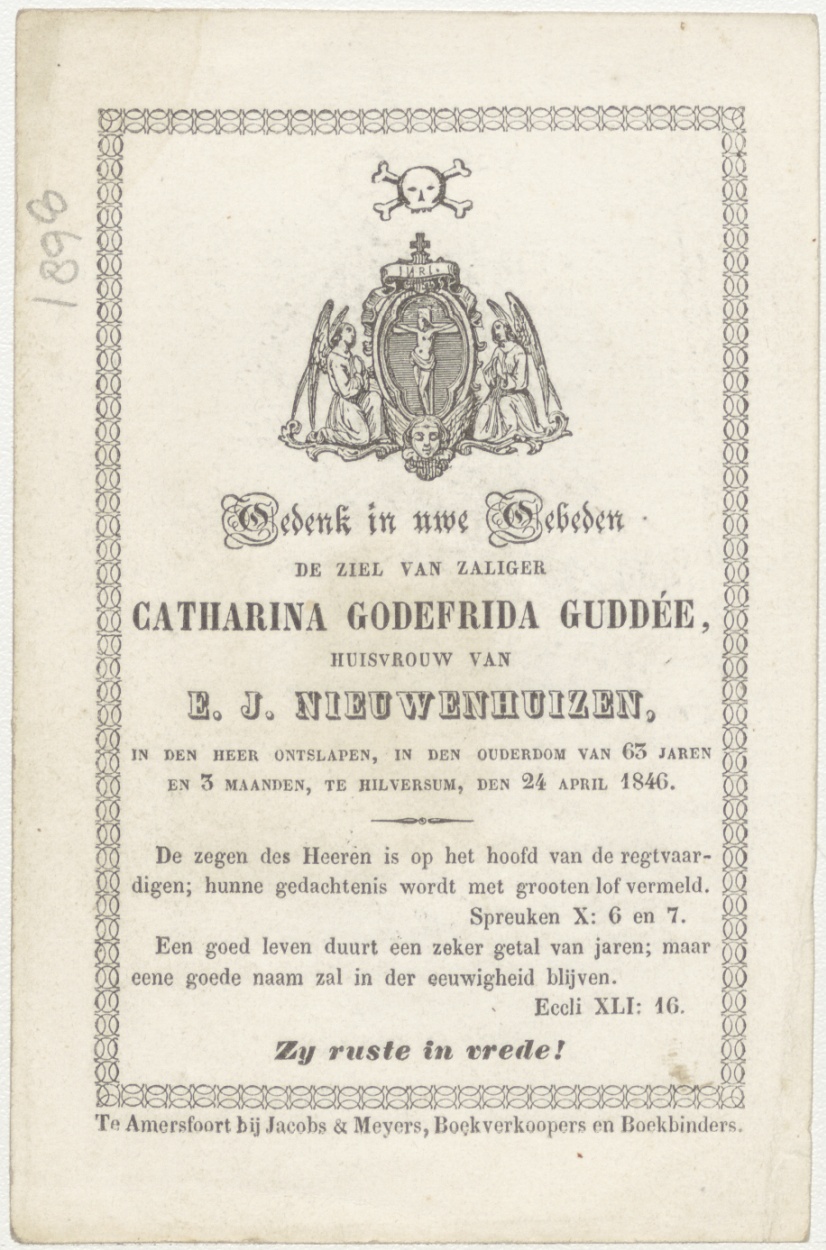 1898
INRI.
Gedenk in uwe Gebeden
DE ZIEL VAN ZALIGER
CATHARINA GODEFRIDA GUDDÉE,
HUISVROUW VAN
E. J. NIEUWENHUIZEN,
IN DEN HEER ONTSLAPEN, IN DEN OUDERDOM VAN 63 JAREN
EN 3 MAANDEN, TE HILVERSUM, DEN 24 APRIL 1846.
De zegen des Heeren is op het hoofd van de regtvaar-
digen; hunne gedachtenis wordt met grooten lof vermeld.
Spreuken X: 6 en 7.
Een goed leven duurt een zeker getal van jaren; maar
eene goede naam zal in der eeuwigheid blijven.
Eccli XLI: 16.
Zy ruste in vrede!
Te Amersfoort bij Jacobs & Meyers, Boekverkoopers en Boekbinders.